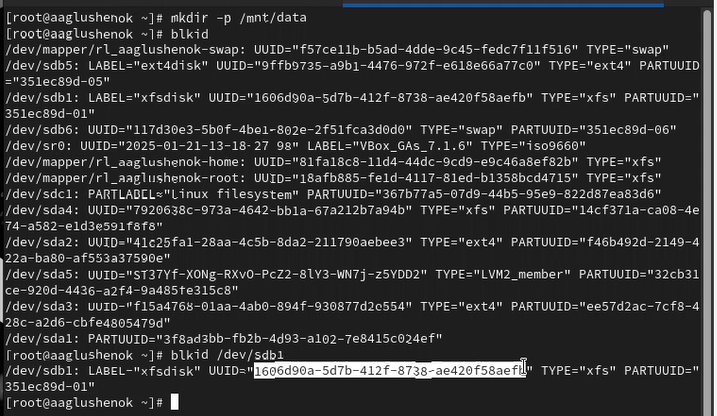 [root@aaglushenok ~]# mkdir -p /mnt/data
[root@aaglushenok ~]# blkid
/dev/mapper/rl_aaglushenok-swap: UUID="f57ce11b-b5ad-4dde-9c45-fedc7f11f516" TYPE="swap"
/dev/sdb5: LABEL="ext4disk" UUID="9ffb9735-a9b1-4476-972f-e618e66a77c0" TYPE="ext4" PARTUUID
="351ec89d-05"
/dev/sdb1: LABEL="xfsdisk" UUID="1606d90a-5d7b-412f-8738-ae420f58aefb" TYPE="xfs" PARTUUID="
351ec89d-01"
/dev/sdb6: UUID="117d30e3-5b0f-4be1-802e-2f51fca3d0d0" TYPE="swap" PARTUUID="351ec89d-06"
/dev/sr0: UUID="2025-01-21-13-18-27 98" LABEL="VBox_GAs_7.1.6" TYPE="iso9660"
/dev/mapper/rl_aaglushenok-home: UUID="81fa18c8-11d4-44dc-9cd9-e9c46a8ef82b" TYPE="xfs"
/dev/mapper/rl_aaglushenok-root: UUID="18afb885-fe1d-4117-81ed-b1358bcd4715" TYPE="xfs"
/dev/sdc1: PARTLABEL="Linux filesystem" PARTUUID="367b77a5-07d9-44b5-95e9-822d87ea83d6"
/dev/sda4: UUID="7920638c-973a-4642-bb1a-67a212b7a94b" TYPE="xfs" PARTUUID="14cf371a-ca08-4e
74-a582-e1d3e591f8f8"
/dev/sda2: UUID="41c25fa1-28aa-4c5b-8da2-211790aebee3" TYPE="ext4" PARTUUID="f46b492d-2149-4
22a-ba80-af553a37590e"
/dev/sda5: UUID="ST37Yf-XONg-RXvO-PcZ2-8lY3-WN7j-z5YDD2" TYPE="LVM2_member" PARTUUID="32cb31
ce-920d-4436-a2f4-9a485fe315c8"
/dev/sda3: UUID="f15a4768-01aa-4ab0-894f-930877d2c554" TYPE="ext4" PARTUUID="ee57d2ac-7cf8-4
28c-a2d6-cbfe4805479d"
/dev/sda1: PARTUUID="3f8ad3bb-fb2b-4d93-a102-7e8415c024ef"
[root@aaglushenok ~]# blkid /dev/sdb1
/dev/sdb1: LABEL="xfsdisk" UUID="1606d90a-5d7b-412f-8738-ae420f58aefb" TYPE="xfs" PARTUUID="
351ec89d-01"
[root@aaglushenok ~]#